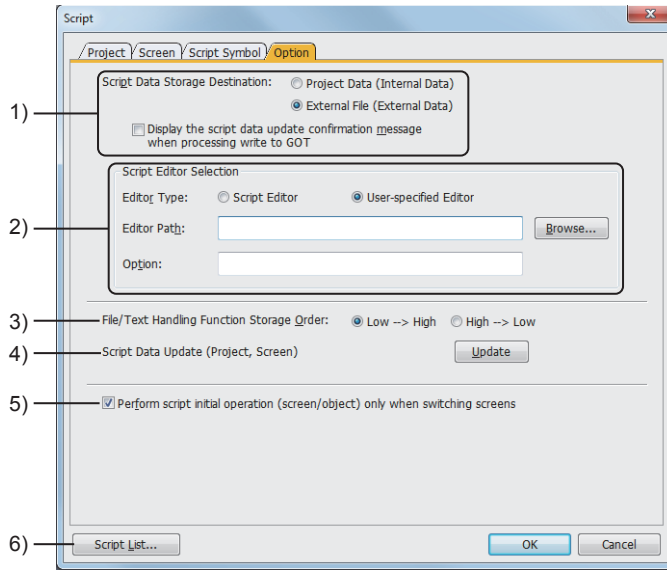 Script
Project Screen Script Symbol Option
1)
Script Data Storage Destination: Project Data (Internal Data)
External File (External Data)
Display the script data update confirmation message
when processing write to GOT
2)
Script Editor Selection
Editor Type: Script Editor User-specified Editor
Editor Path: Browse...
Option:
3) File/Text Handling Function Storage Order: Low --> High High --> Low
4) Script Data Update (Project, Screen) Update
5) Perform script initial operation (screen/object) only when switching screens
6) Script List... OK Cancel